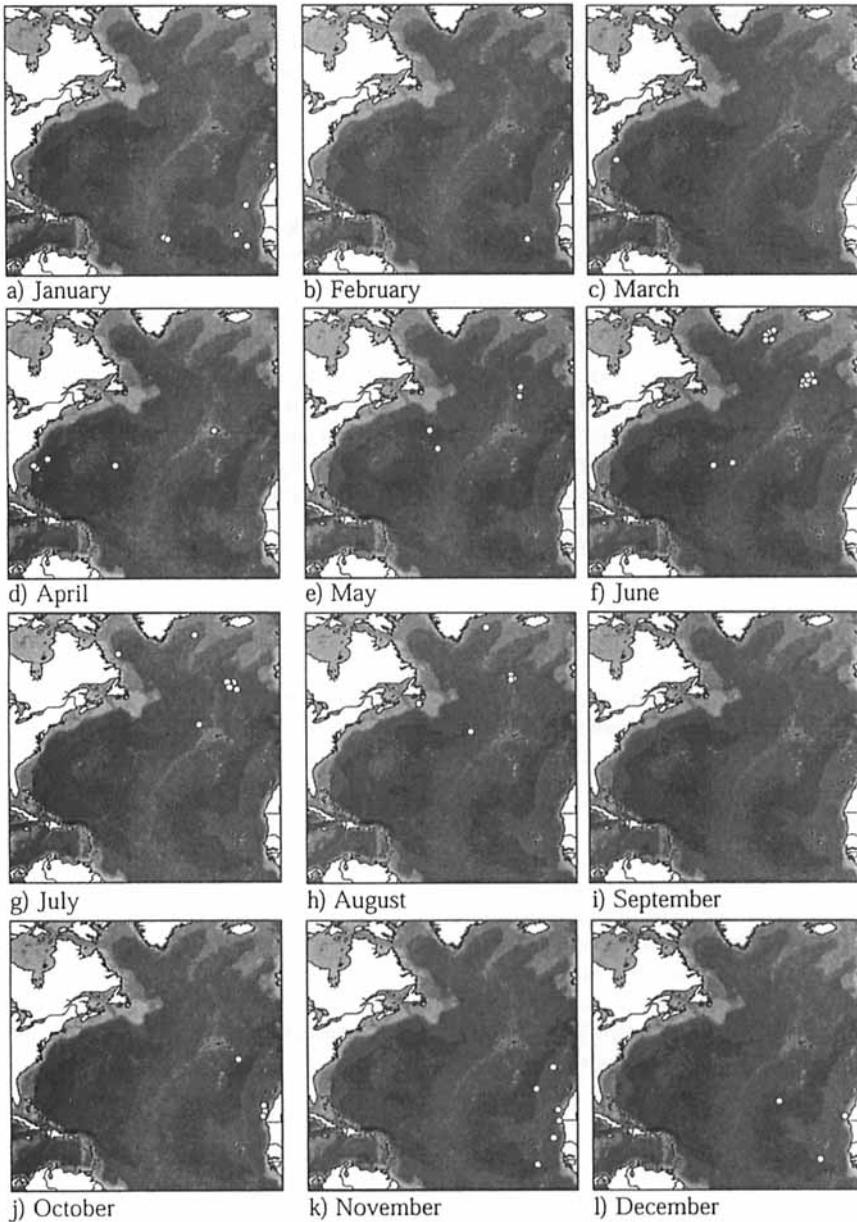 a) January
b) February
c) March
d) April
e) May
f) June
g) July
h) August
i) September
j) October
k) November
l) December